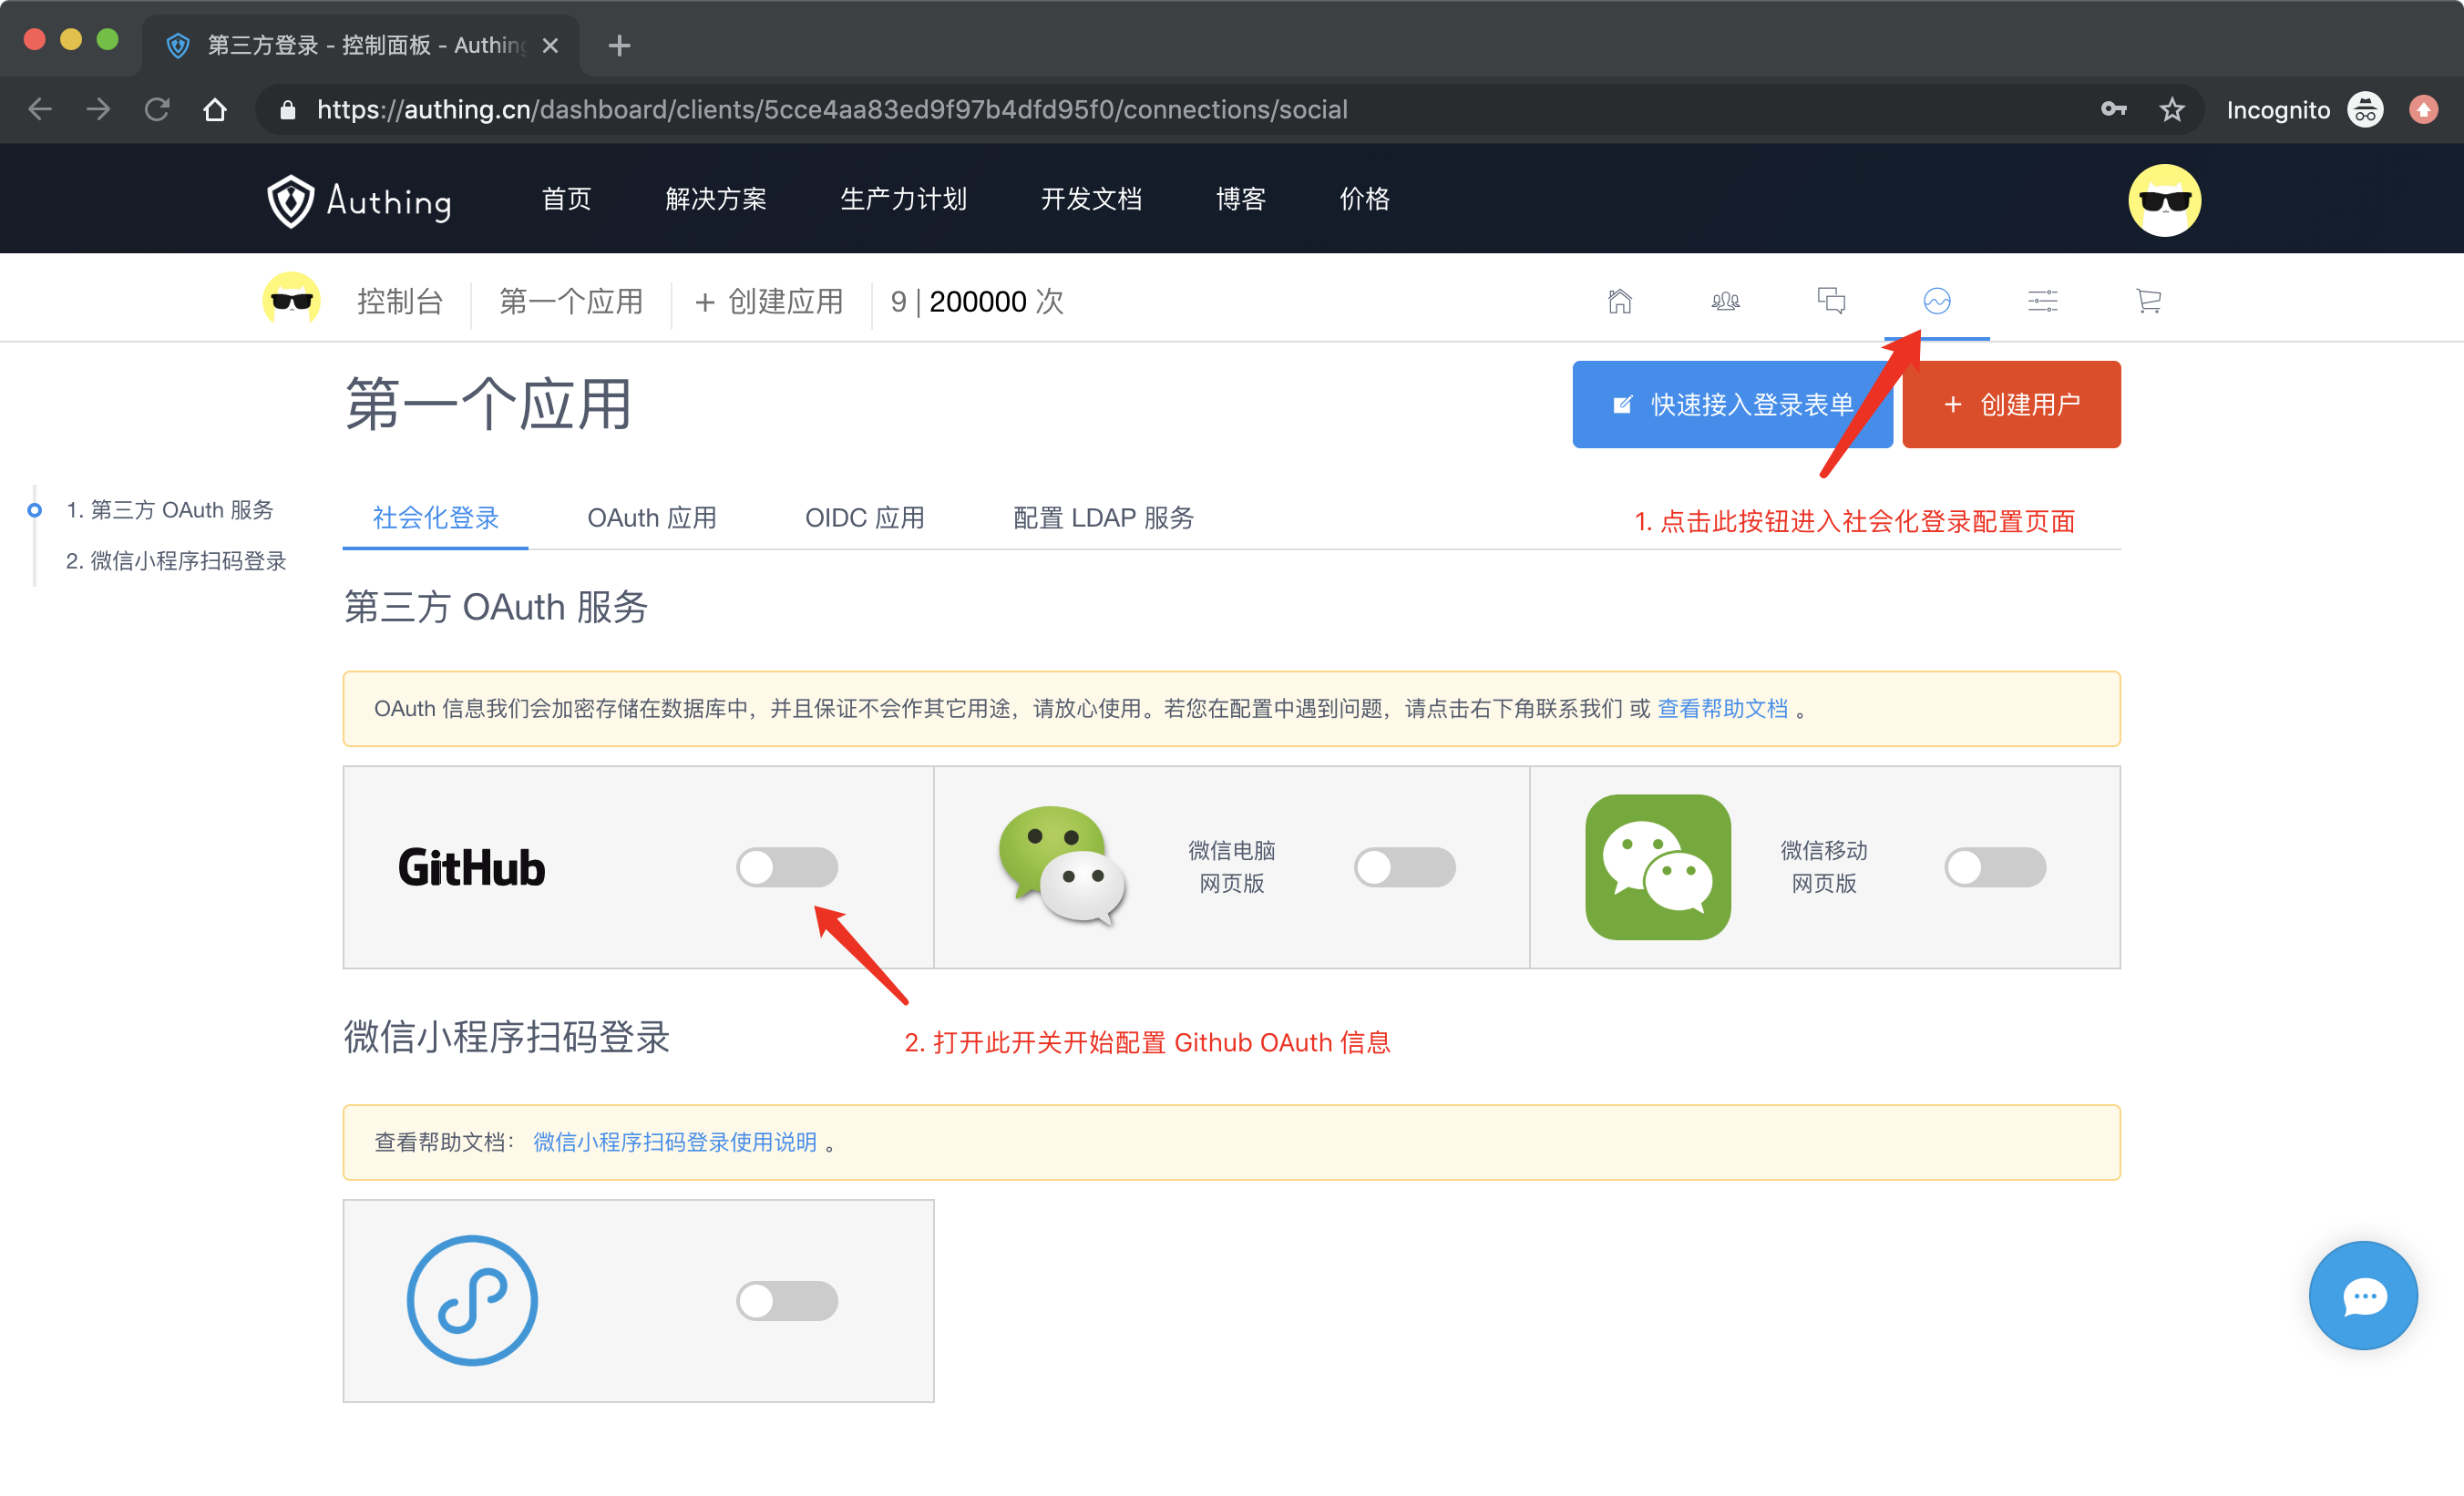 第三方登录 - 控制面板 - Authing
https://authing.cn/dashboard/clients/5cce4aa83ed9f97b4dfd95f0/connections/social
Incognito
Authing
首页
解决方案
生产力计划
开发文档
博客
价格
控制台
第一个应用
+ 创建应用
9 | 200000 次
第一个应用
快速接入登录表单
+ 创建用户
1. 第三方 OAuth 服务
2. 微信小程序扫码登录
社会化登录
OAuth 应用
OIDC 应用
配置 LDAP 服务
1. 点击此按钮进入社会化登录配置页面
第三方 OAuth 服务
OAuth 信息我们会加密存储在数据库中，并且保证不会作其它用途，请放心使用。若您在配置中遇到问题，请点击右下角联系我们 或 查看帮助文档 。
GitHub
微信电脑
网页版
微信移动
网页版
2. 打开此开关开始配置 Github OAuth 信息
微信小程序扫码登录
查看帮助文档： 微信小程序扫码登录使用说明 。